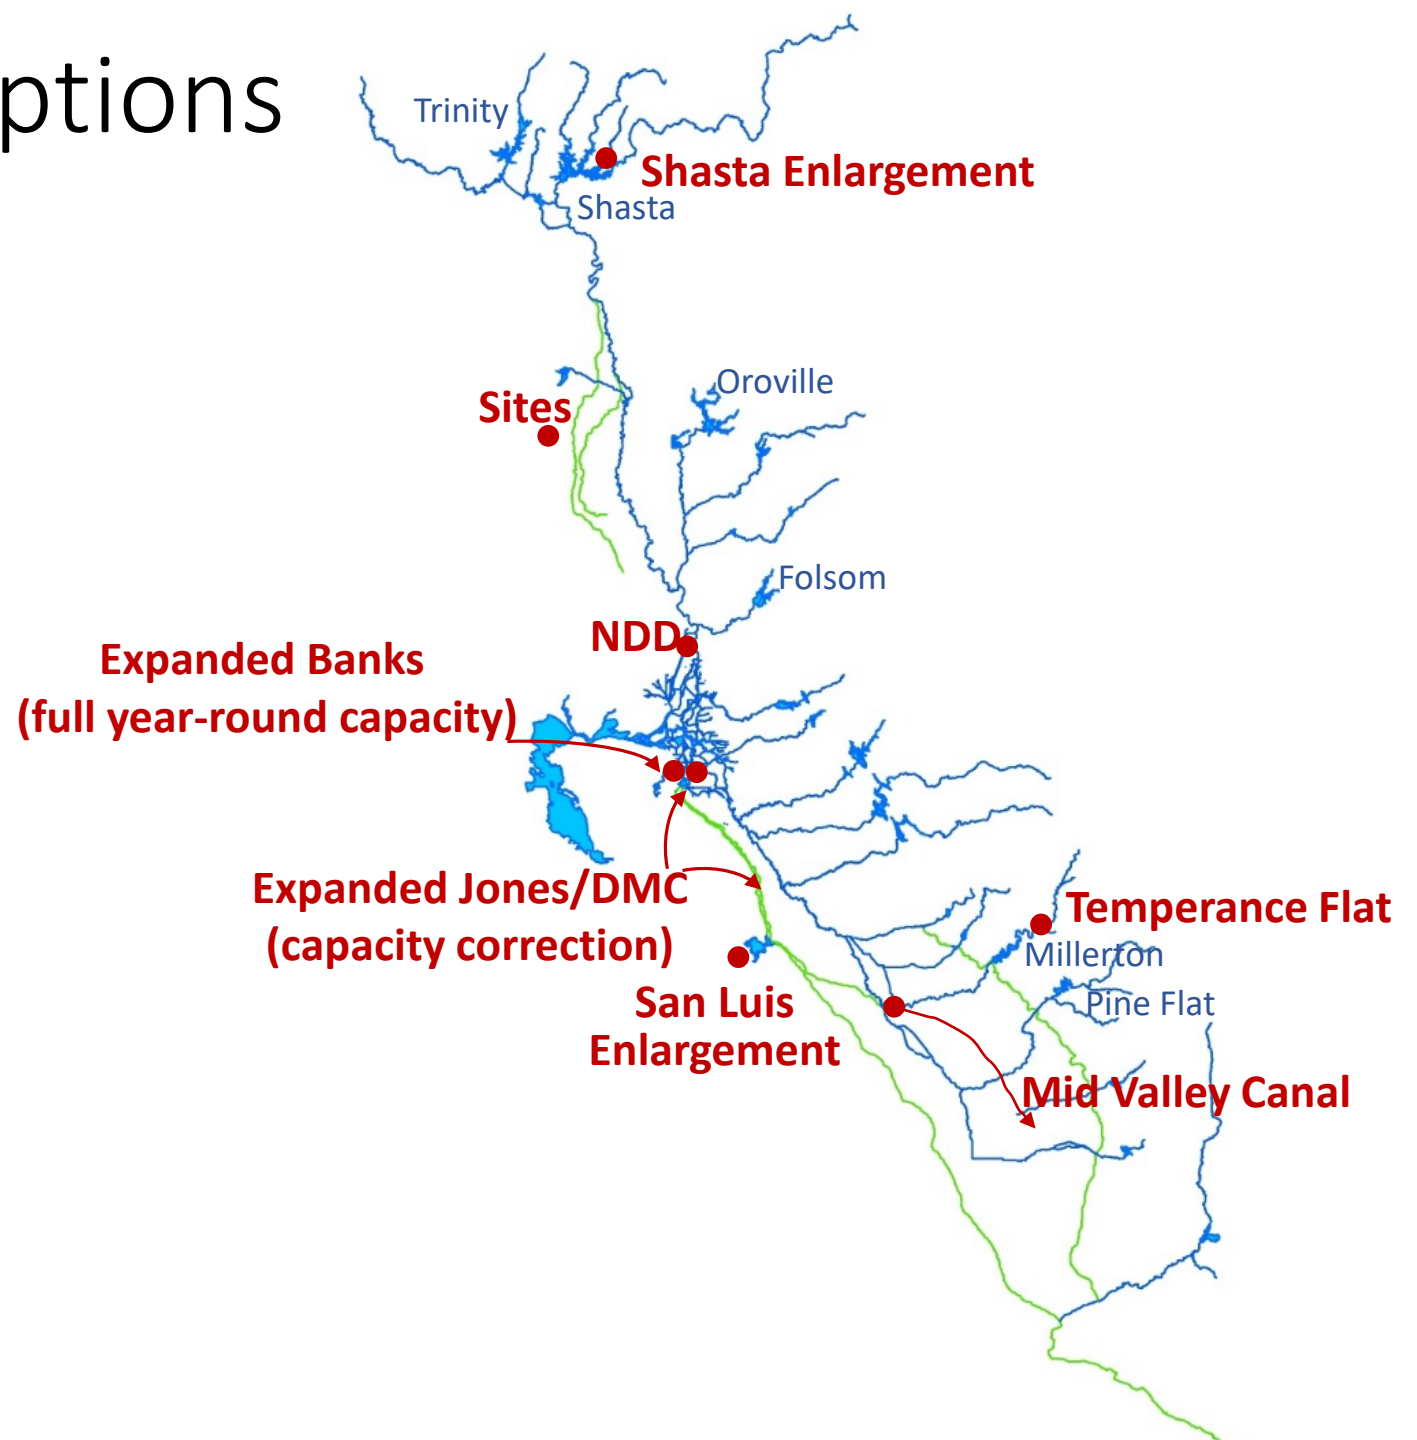 ptions
Trinity
Shasta Enlargement
Shasta
Oroville
Sites
Folsom
NDD
Expanded Banks
(full year-round capacity)
Expanded Jones/DMC
(capacity correction)
Temperance Flat
Millerton
San Luis
Enlargement
Pine Flat
Mid Valley Canal